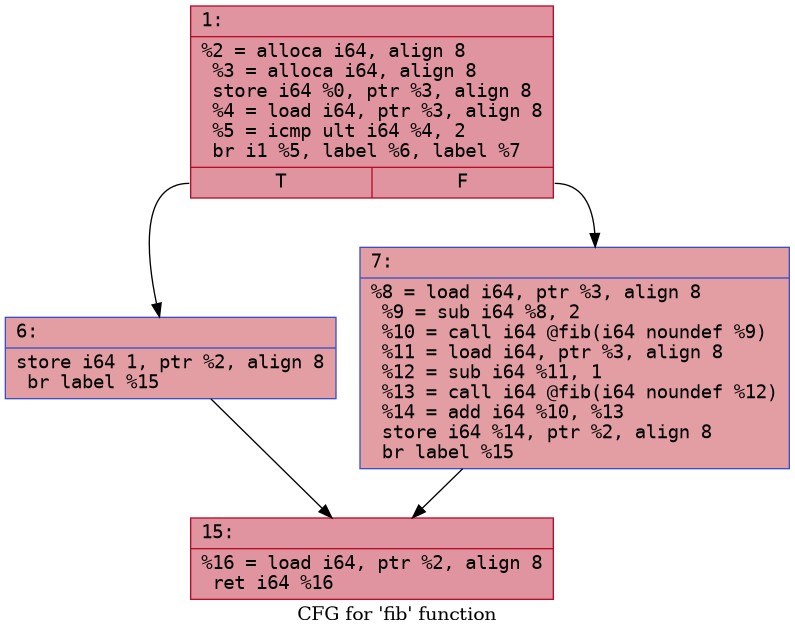 1:
%2 = alloca i64, align 8
%3 = alloca i64, align 8
store i64 %0, ptr %3, align 8
%4 = load i64, ptr %3, align 8
%5 = icmp ult i64 %4, 2
br i1 %5, label %6, label %7
T F
7:
%8 = load i64, ptr %3, align 8
%9 = sub i64 %8, 2
%10 = call i64 @fib(i64 noundef %9)
%11 = load i64, ptr %3, align 8
%12 = sub i64 %11, 1
%13 = call i64 @fib(i64 noundef %12)
%14 = add i64 %10, %13
store i64 %14, ptr %2, align 8
br label %15
6:
store i64 1, ptr %2, align 8
br label %15
15:
%16 = load i64, ptr %2, align 8
ret i64 %16
CFG for 'fib' function